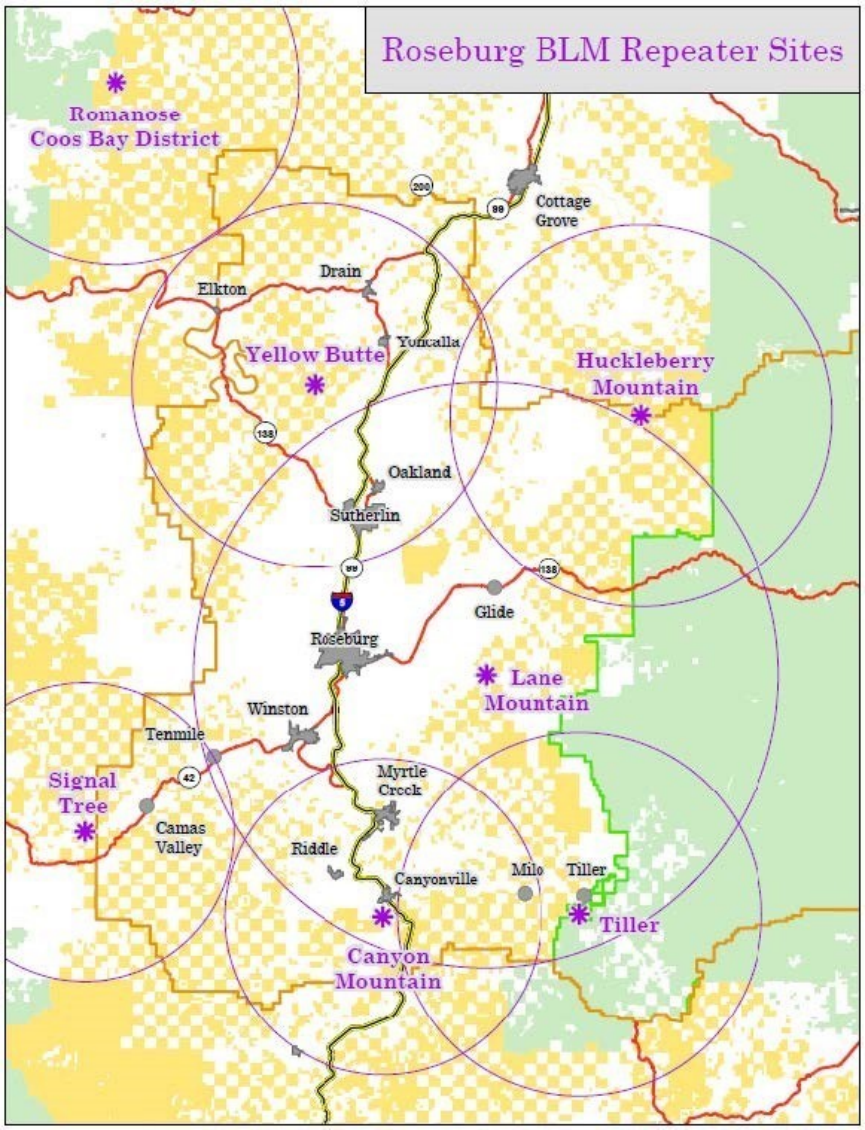 Roseburg BLM Repeater Sites
Romanose
Coos Bay District
200
99
Cottage
Grove
Drain
Elkton
Yoncalla
Yellow Butte
Huckleberry
Mountain
138
Oakland
Sutherlin
99
138
5
Glide
Roseburg
Lane
Mountain
Winston
Tenmile
Signal
Tree
42
Myrtle
Creek
Camas
Valley
Riddle
Milo
Tiller
Canyonville
Tiller
Canyon
Mountain